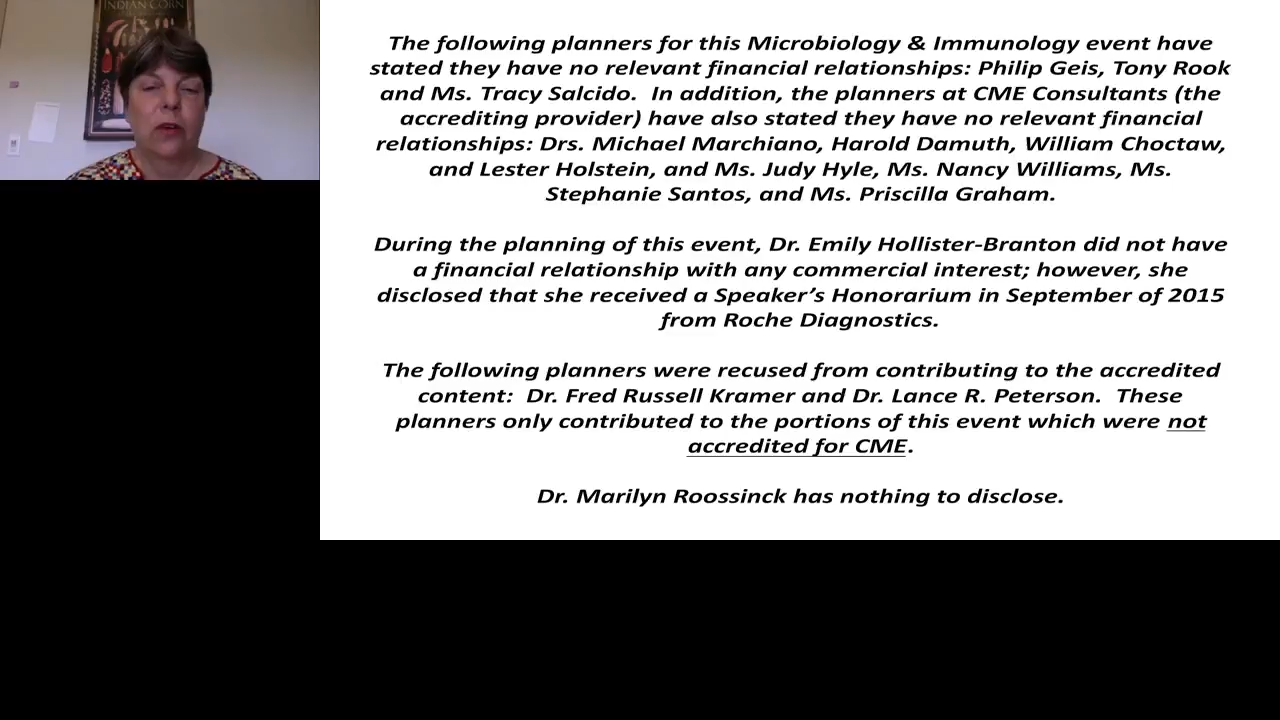 INDIAN CORN
The following planners for this Microbiology & Immunology event have
stated they have no relevant financial relationships: Philip Geis, Tony Rook
and Ms. Tracy Salcido. In addition, the planners at CME Consultants (the
accrediting provider) have also stated they have no relevant financial
relationships: Drs. Michael Marchiano, Harold Damuth, William Choctaw,
and Lester Holstein, and Ms. Judy Hyle, Ms. Nancy Williams, Ms.
Stephanie Santos, and Ms. Priscilla Graham.
During the planning of this event, Dr. Emily Hollister-Branton did not have
a financial relationship with any commercial interest; however, she
disclosed that she received a Speaker’s Honorarium in September of 2015
from Roche Diagnostics.
The following planners were recused from contributing to the accredited
content: Dr. Fred Russell Kramer and Dr. Lance R. Peterson. These
planners only contributed to the portions of this event which were not
accredited for CME.
Dr. Marilyn Roossinck has nothing to disclose.